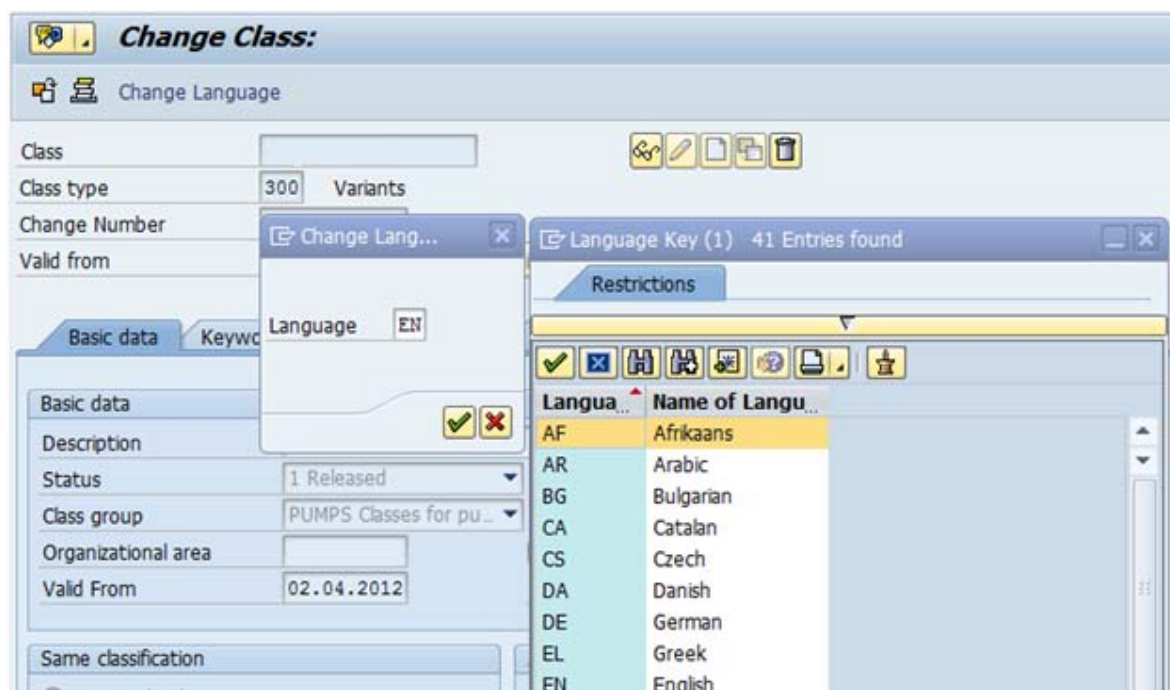 Change Class:
Change Language
Class
Class type 300 Variants
Change Number
Valid from
Change Lang...
Language EN
Language Key (1) 41 Entries found
Restrictions
Basic data Keywo
Basic data
Description
Status 1 Released
Class group PUMPS Classes for pu...
Organizational area
Valid From 02.04.2012
Same classification
Langua... Name of Langu...
AF Afrikaans
AR Arabic
BG Bulgarian
CA Catalan
CS Czech
DA Danish
DE German
EL Greek
EN English